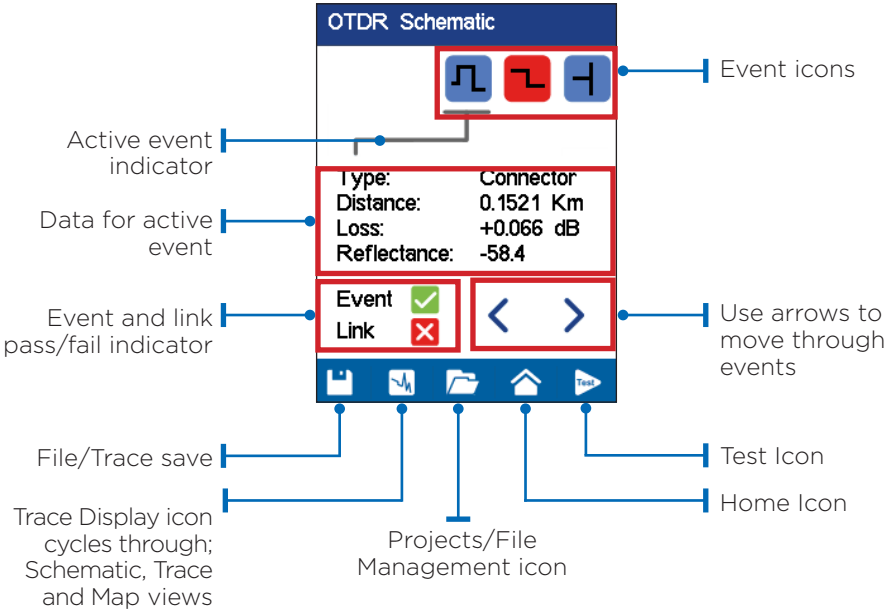 OTDR Schematic
Event icons
Active event
indicator
Type: Connector
Distance: 0.1521 Km
Loss: +0.066 dB
Reflectance: -58.4
Data for active
event
Event
Link
Event and link
pass/fail indicator
Use arrows to
move through
events
Test
File/Trace save
Test Icon
Home Icon
Trace Display icon
cycles through;
Schematic, Trace
and Map views
Projects/File
Management icon